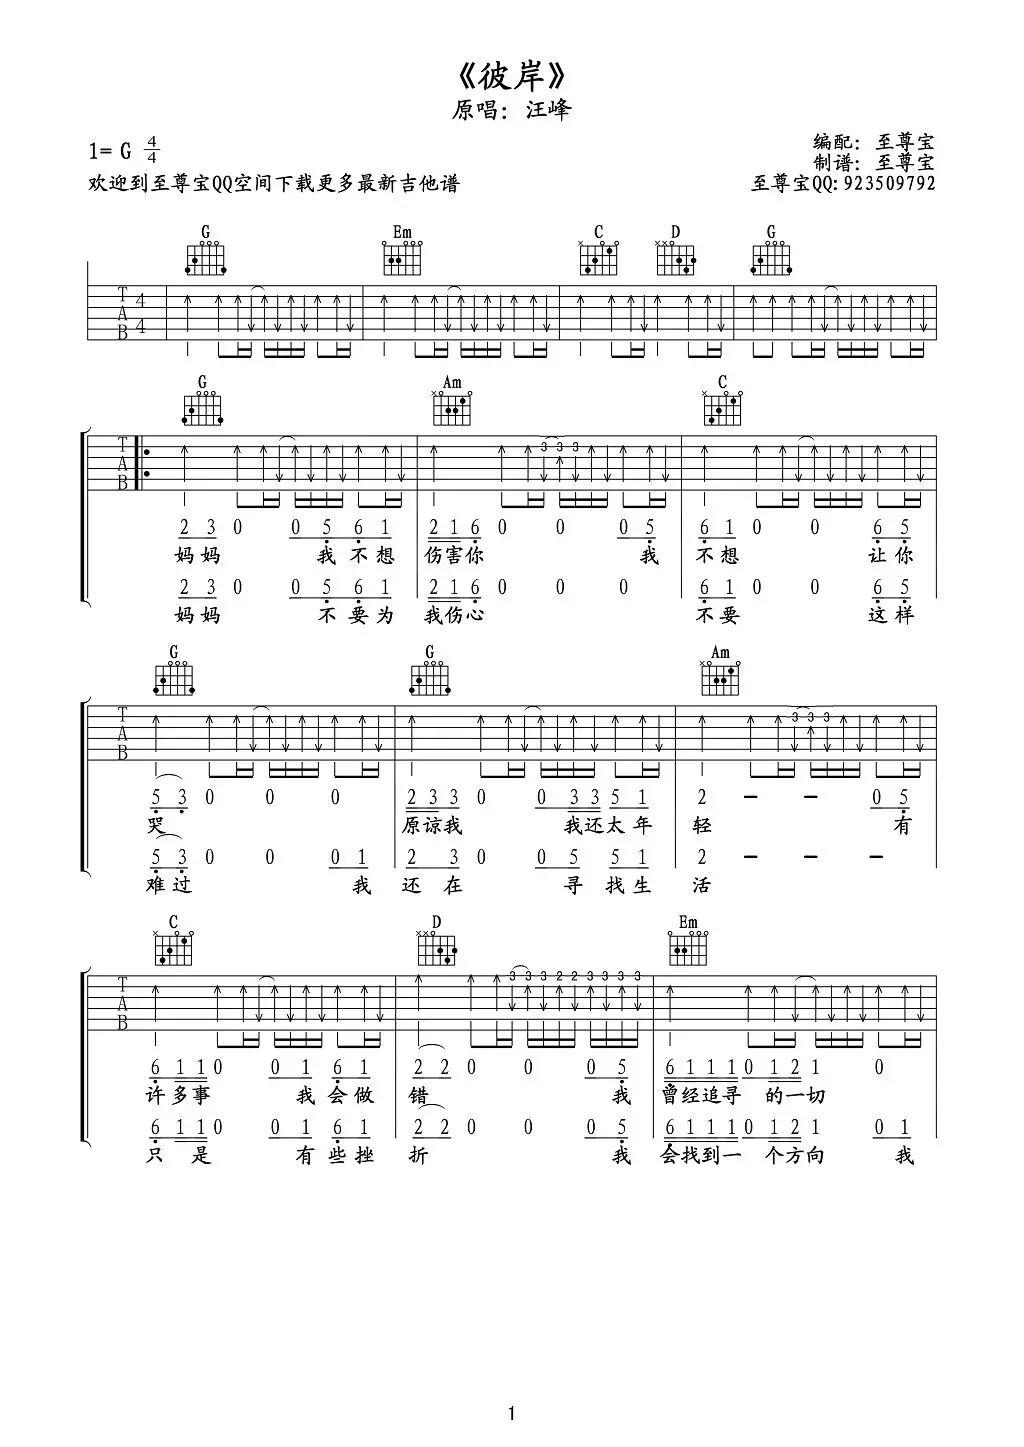 《彼岸》
原唱：汪峰
1= G 4/4
编配：至尊宝
制谱：至尊宝
欢迎到至尊宝QQ空间下载更多最新吉他谱
至尊宝QQ:923509792
G Em C D G
T A B 4 4
G Am C
T A B 3 3 3
2 3 0 0 5 6 1 2 1 6 0 0 0 5 6 1 0 0 6 5
妈妈 我不想 伤害你 我 不想 让你
2 3 0 0 5 6 1 2 1 6 0 0 0 6 1 0 0 6 5
妈妈 不要为 我伤心 不要 这样
G G Am
T A B 3 3 3
5 3 0 0 0 2 3 3 0 0 3 3 5 1 2 — — 0 5
哭 原谅我 我还太年 轻 有
5 3 0 0 0 1 2 3 0 0 5 5 1 2 — — —
难过 我 还在 寻找生 活
C D Em
T A B 3 3 3 2 2 3 3 3 3
6 1 1 0 0 1 6 1 2 2 0 0 0 5 6 1 1 1 0 1 2 1 0
许多事 我会做 错 我 曾经追寻 的一切
6 1 1 0 0 1 6 1 2 2 0 0 0 5 6 1 1 1 0 1 2 1 0 1
只是 有些挫 折 我 会找到一 个方向 我
1